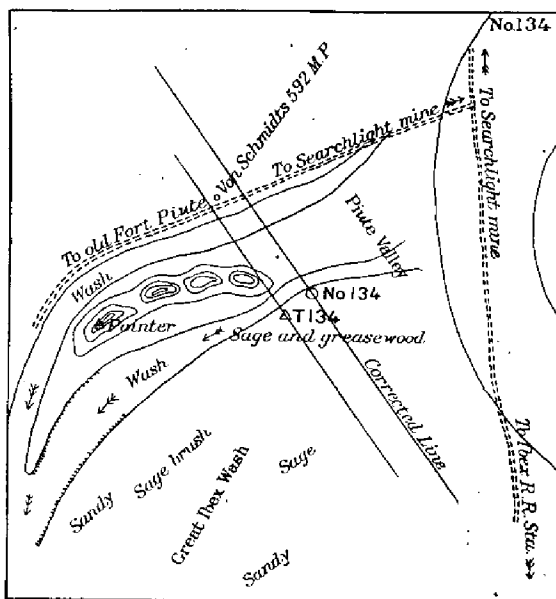 No.134
Von Schmidts 592 M.P
To Searchlight mine
To old Fort Piute
To Searchlight mine
Piute Valley
Wash
No 134
T 134
Pointer
Sage and greasewood
Wash
Corrected Line
Sage brush
Sandy
Great Ibex Wash
Sage
Sandy
To Ibex R.R. Sta.